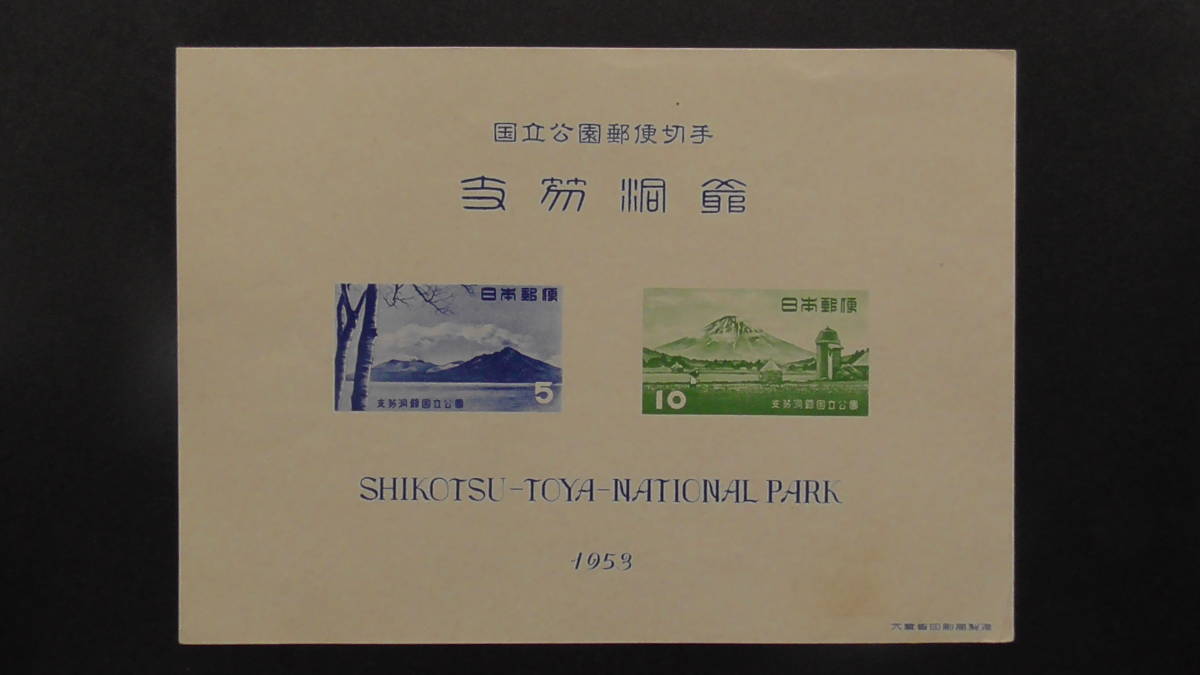 国立公園郵便切手
支笏洞爺
日本郵便
5
支笏洞爺国立公園
日本郵便
10
支笏洞爺国立公園
SHIKOTSU-TOYA-NATIONAL PARK
1953
大蔵省印刷局製造